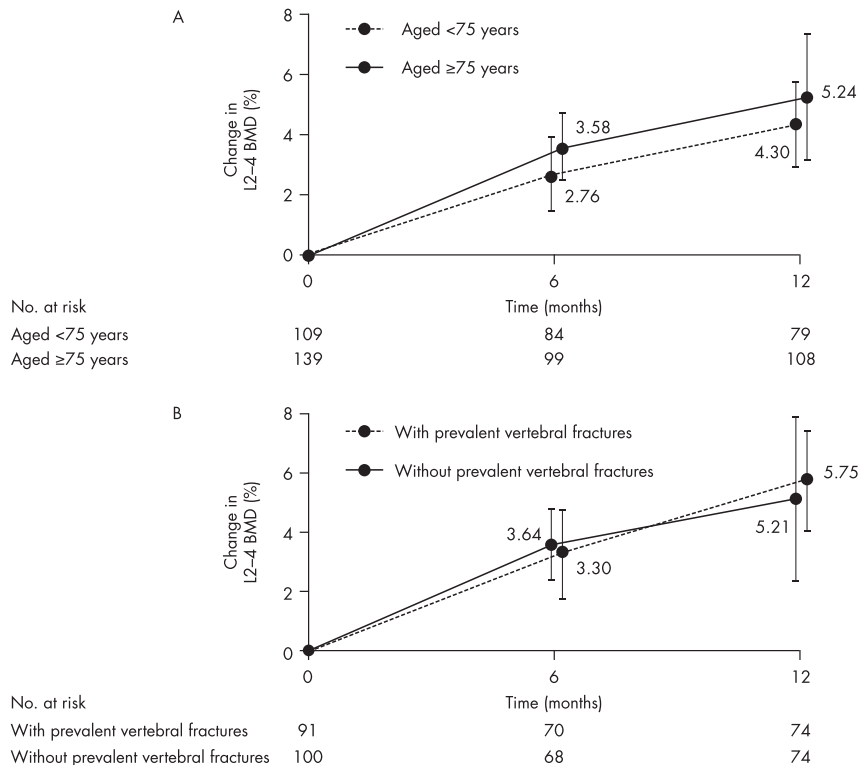 A
8
6
4
2
0
Change in
L2–4 BMD (%)
Aged <75 years
Aged ≥75 years
3.58
2.76
5.24
4.30
0 6 12
No. at risk Time (months)
Aged <75 years 109 84 79
Aged ≥75 years 139 99 108
B
8
6
4
2
0
Change in
L2–4 BMD (%)
With prevalent vertebral fractures
Without prevalent vertebral fractures
3.64
3.30
5.75
5.21
0 6 12
No. at risk Time (months)
With prevalent vertebral fractures 91 70 74
Without prevalent vertebral fractures 100 68 74